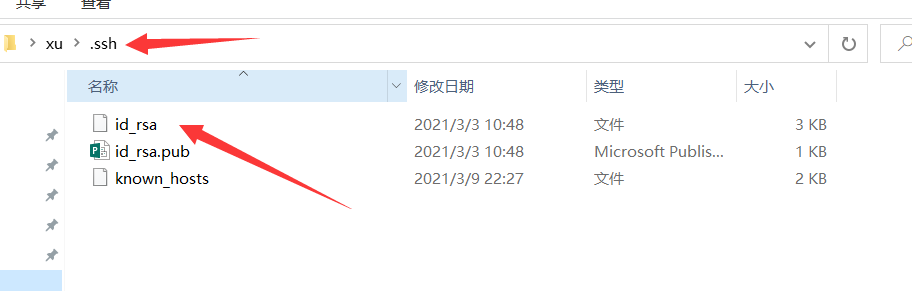 共享 查看
xu .ssh
名称 修改日期 类型 大小
id_rsa 2021/3/3 10:48 文件 3 KB
id_rsa.pub 2021/3/3 10:48 Microsoft Publis... 1 KB
known_hosts 2021/3/9 22:27 文件 2 KB